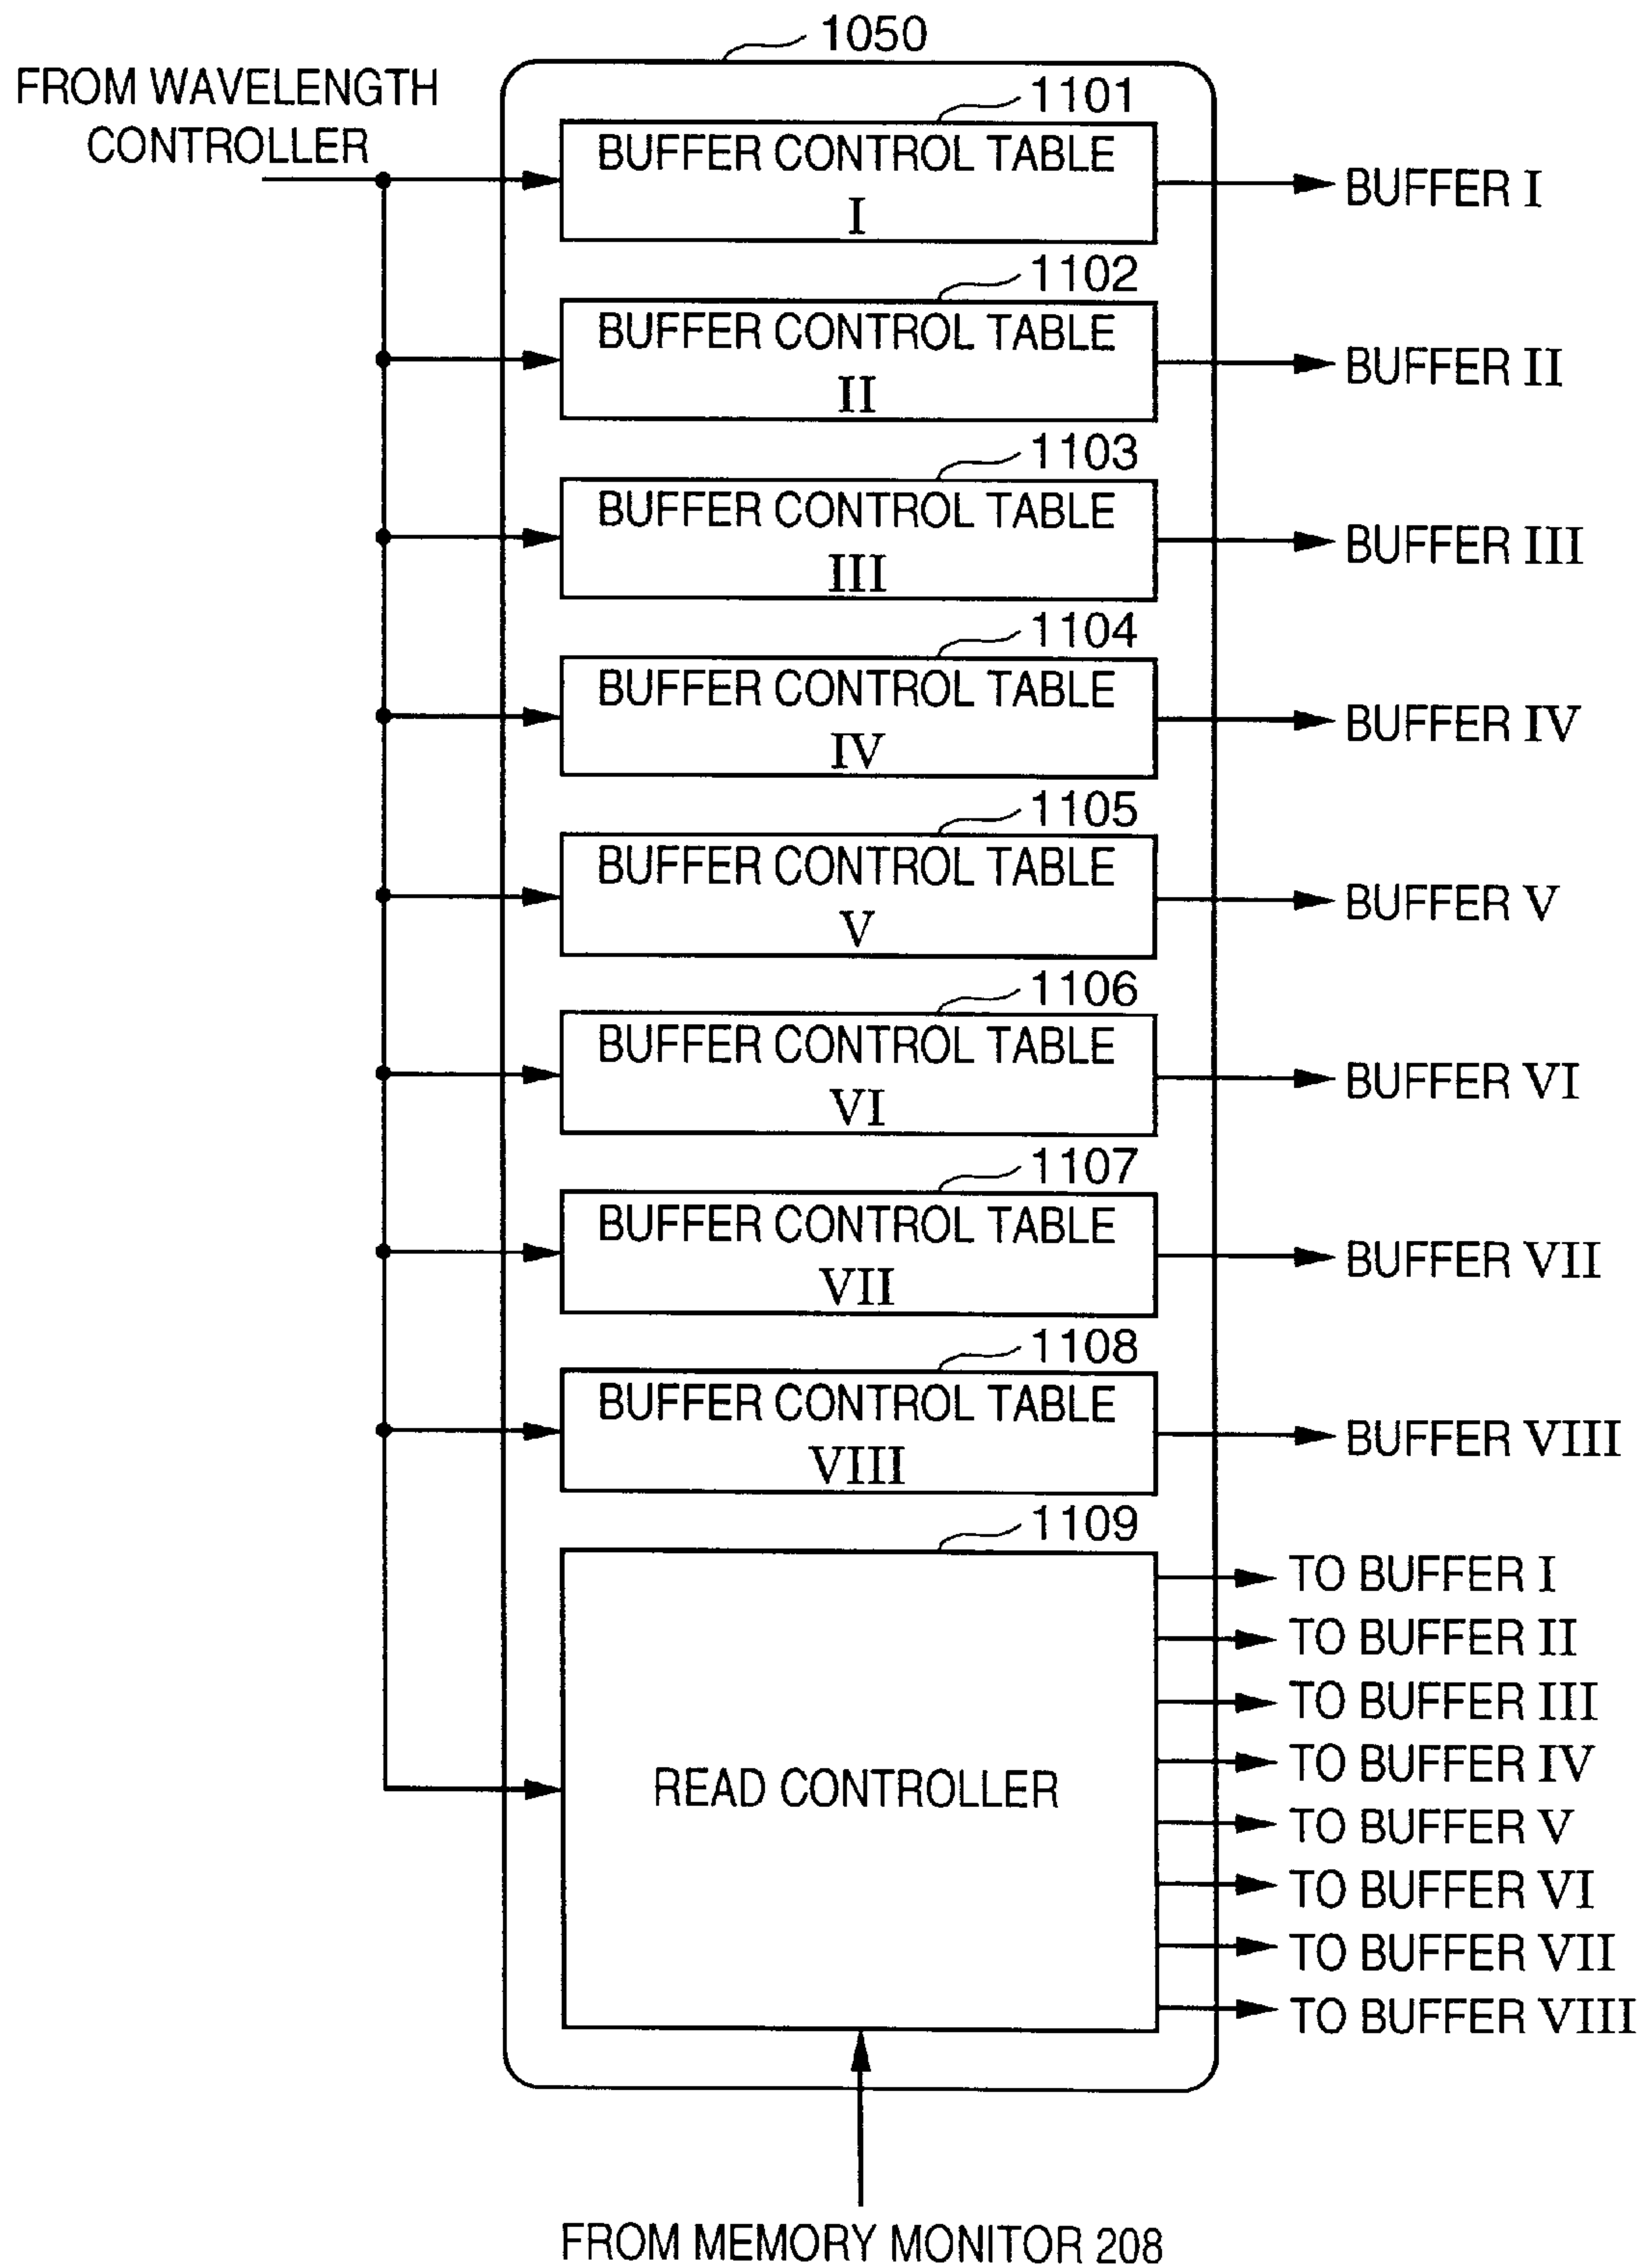 1050
FROM WAVELENGTH
CONTROLLER
1101
BUFFER CONTROL TABLE
I
BUFFER I
1102
BUFFER CONTROL TABLE
II
BUFFER II
1103
BUFFER CONTROL TABLE
III
BUFFER III
1104
BUFFER CONTROL TABLE
IV
BUFFER IV
1105
BUFFER CONTROL TABLE
V
BUFFER V
1106
BUFFER CONTROL TABLE
VI
BUFFER VI
1107
BUFFER CONTROL TABLE
VII
BUFFER VII
1108
BUFFER CONTROL TABLE
VIII
BUFFER VIII
1109
READ CONTROLLER
TO BUFFER I
TO BUFFER II
TO BUFFER III
TO BUFFER IV
TO BUFFER V
TO BUFFER VI
TO BUFFER VII
TO BUFFER VIII
FROM MEMORY MONITOR 208